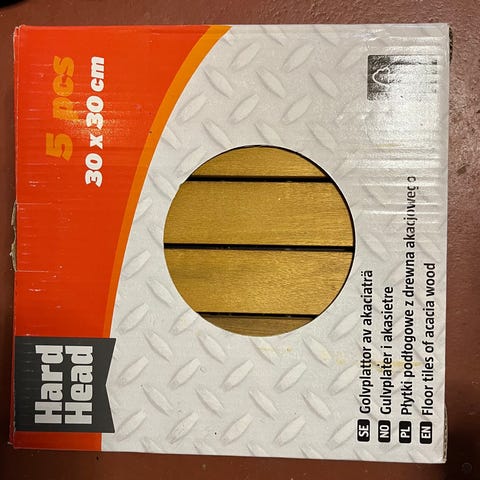 Hard
Head
5 pcs
30 x 30 cm
SE Golvplattor av akaciaträ
NO Gulvplater i akasietre
PL Płytki podłogowe z drewna akacjowego
EN Floor tiles of acacia wood